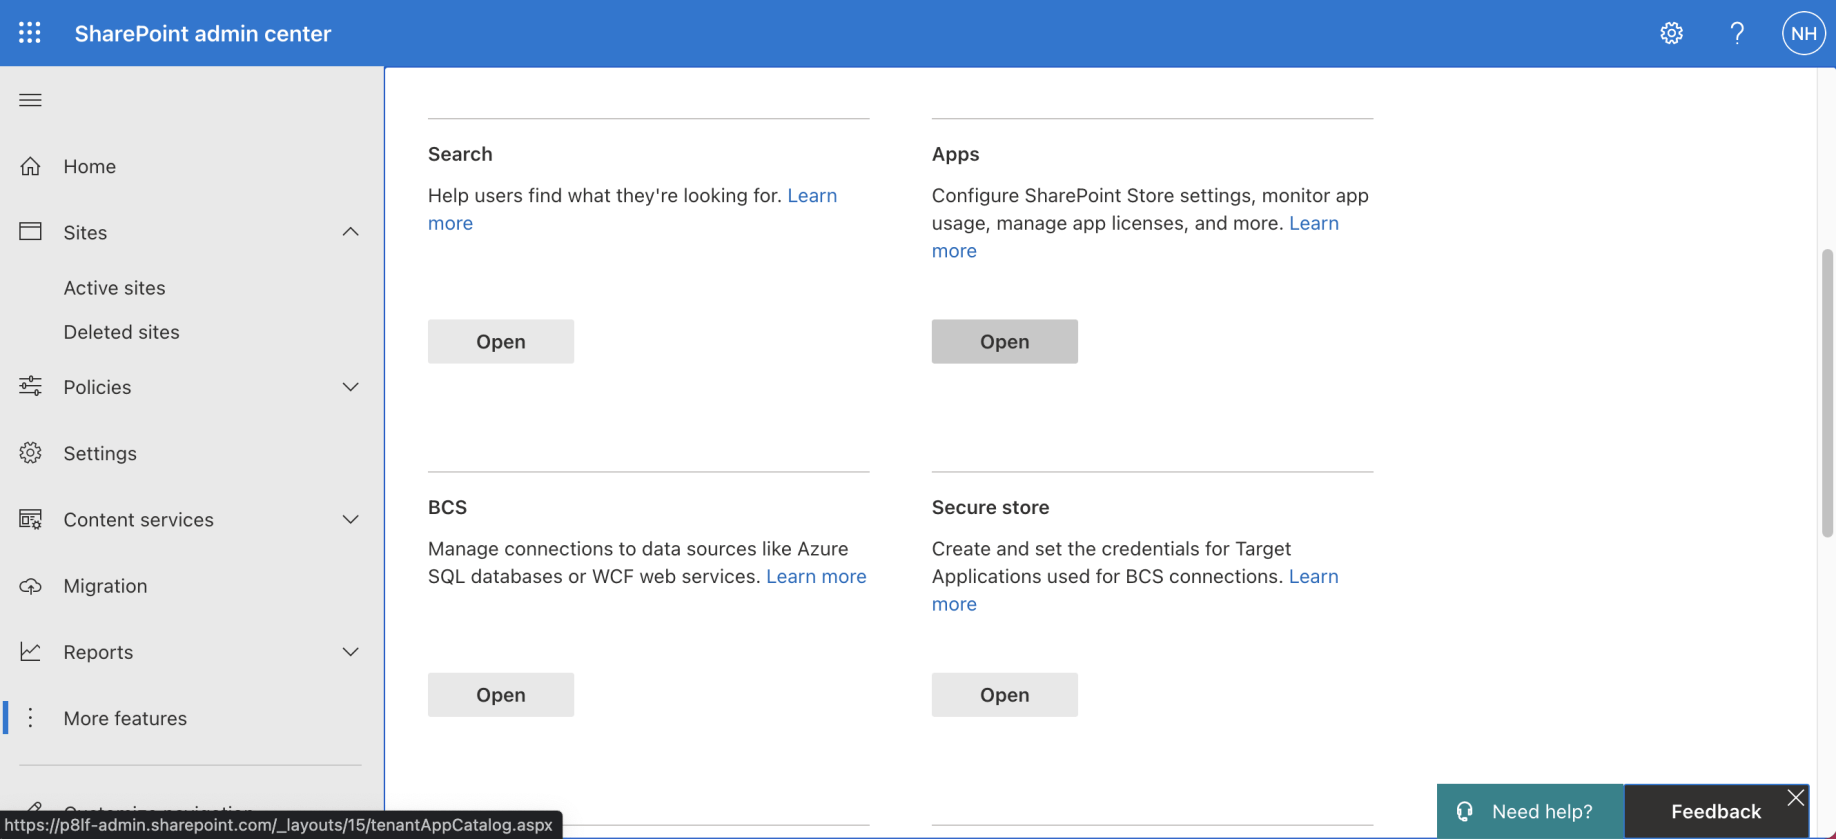 SharePoint admin center
?
NH
Home
Sites
Active sites
Deleted sites
Policies
Settings
Content services
Migration
Reports
More features
Customize navigation
https://p8lf-admin.sharepoint.com/_layouts/15/tenantAppCatalog.aspx
Search
Help users find what they're looking for. Learn
more
Open
Apps
Configure SharePoint Store settings, monitor app
usage, manage app licenses, and more. Learn
more
Open
BCS
Manage connections to data sources like Azure
SQL databases or WCF web services. Learn more
Open
Secure store
Create and set the credentials for Target
Applications used for BCS connections. Learn
more
Open
Need help?
Feedback